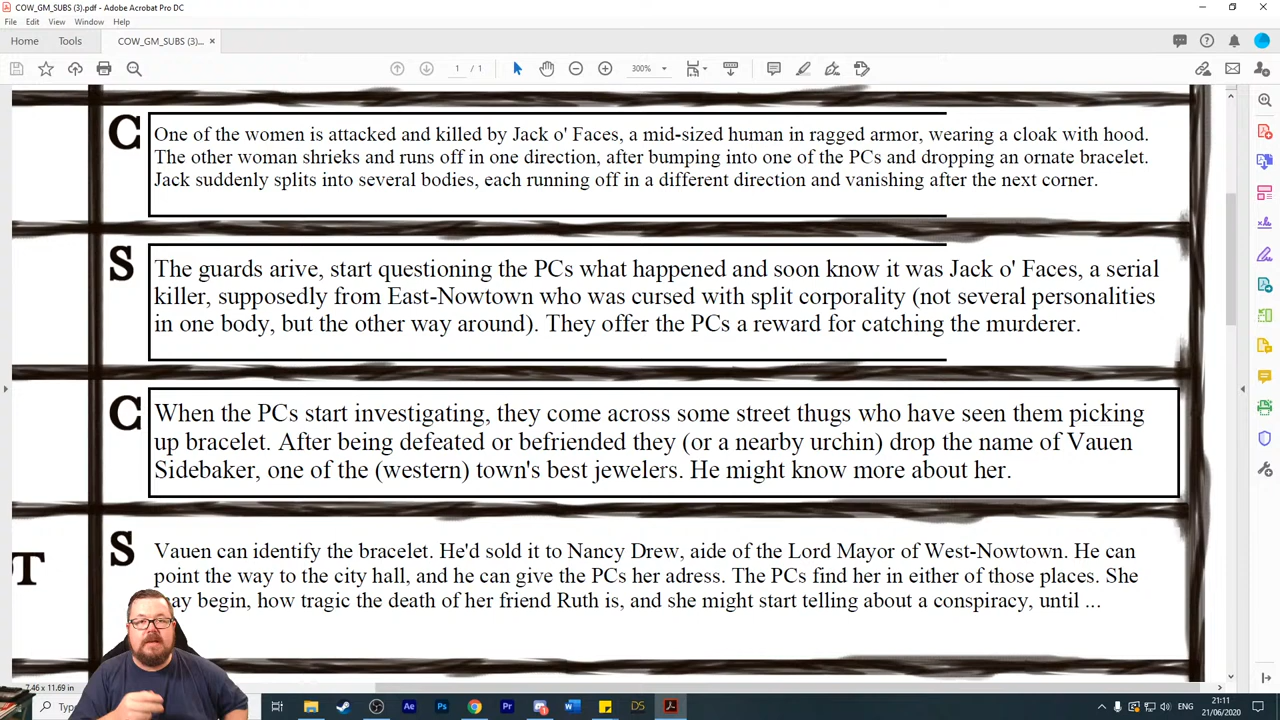 COW_GM_SUBS (3).pdf - Adobe Acrobat Pro DC
File Edit View Window Help
Home Tools COW_GM_SUBS (3)... ×
1 / 1 300%
C
One of the women is attacked and killed by Jack o' Faces, a mid-sized human in ragged armor, wearing a cloak with hood.
The other woman shrieks and runs off in one direction, after bumping into one of the PCs and dropping an ornate bracelet.
Jack suddenly splits into several bodies, each running off in a different direction and vanishing after the next corner.
S
The guards arive, start questioning the PCs what happened and soon know it was Jack o' Faces, a serial
killer, supposedly from East-Nowtown who was cursed with split corporality (not several personalities
in one body, but the other way around). They offer the PCs a reward for catching the murderer.
C
When the PCs start investigating, they come across some street thugs who have seen them picking
up bracelet. After being defeated or befriended they (or a nearby urchin) drop the name of Vauen
Sidebaker, one of the (western) town's best jewelers. He might know more about her.
T
S
Vauen can identify the bracelet. He'd sold it to Nancy Drew, aide of the Lord Mayor of West-Nowtown. He can
point the way to the city hall, and he can give the PCs her adress. The PCs find her in either of those places. She
may begin, how tragic the death of her friend Ruth is, and she might start telling about a conspiracy, until ...
7.46 x 11.69 in
Type
ENG
21:11
21/06/2020